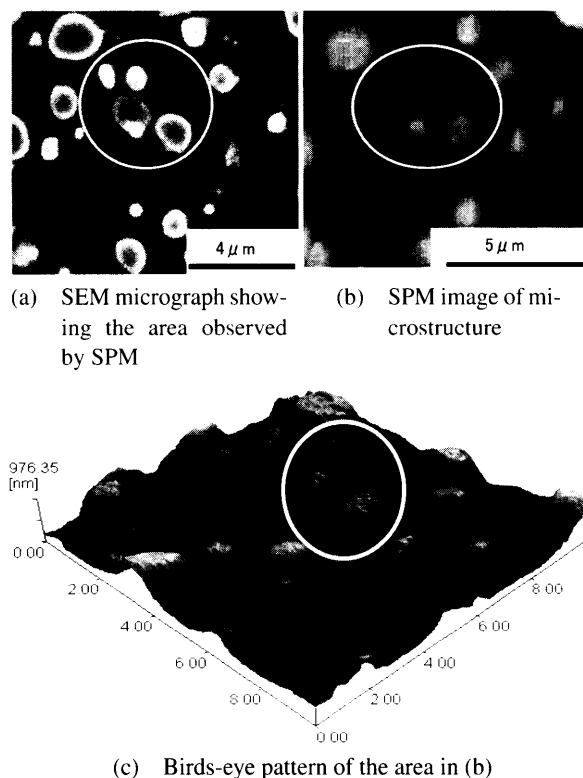 4 μm
5 μm
(a) SEM micrograph show-
ing the area observed
by SPM
(b) SPM image of mi-
crostructure
976.35
[nm]
0 00
2 00
4 00
6 00
8 00
8 00
6 00
4 00
2 00
0 00
(c) Birds-eye pattern of the area in (b)